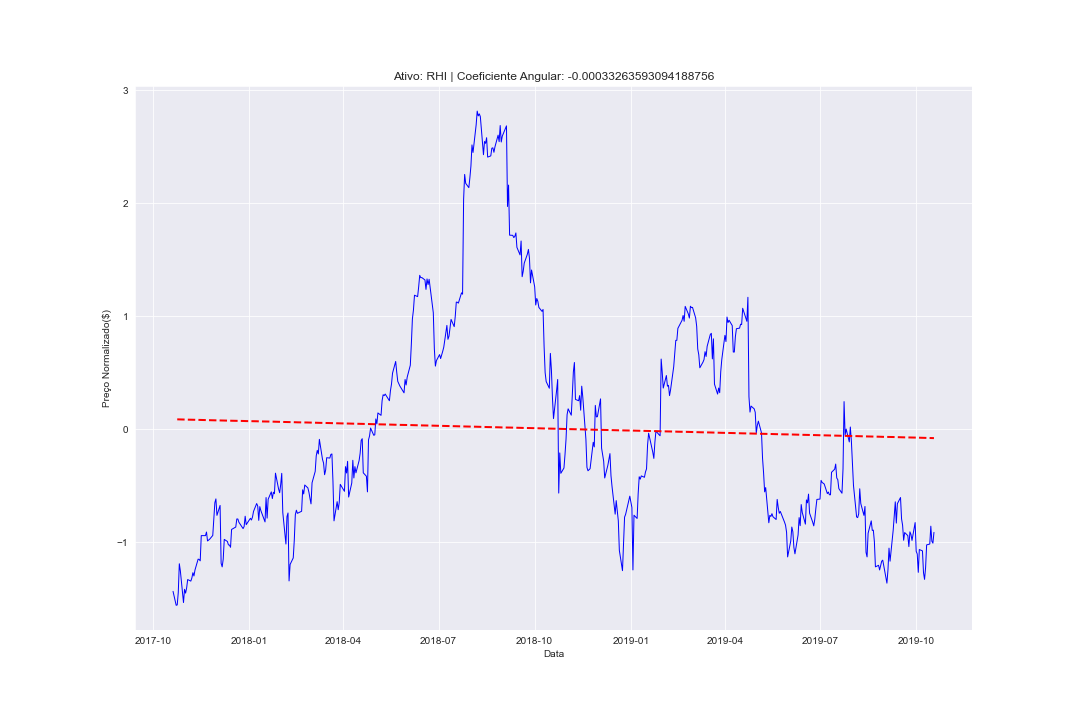 Ativo: RHI | Coeficiente Angular: -0.00033263593094188756
Preço Normalizado($)
3
2
1
0
−1
2017-10 2018-01 2018-04 2018-07 2018-10 2019-01 2019-04 2019-07 2019-10
Data